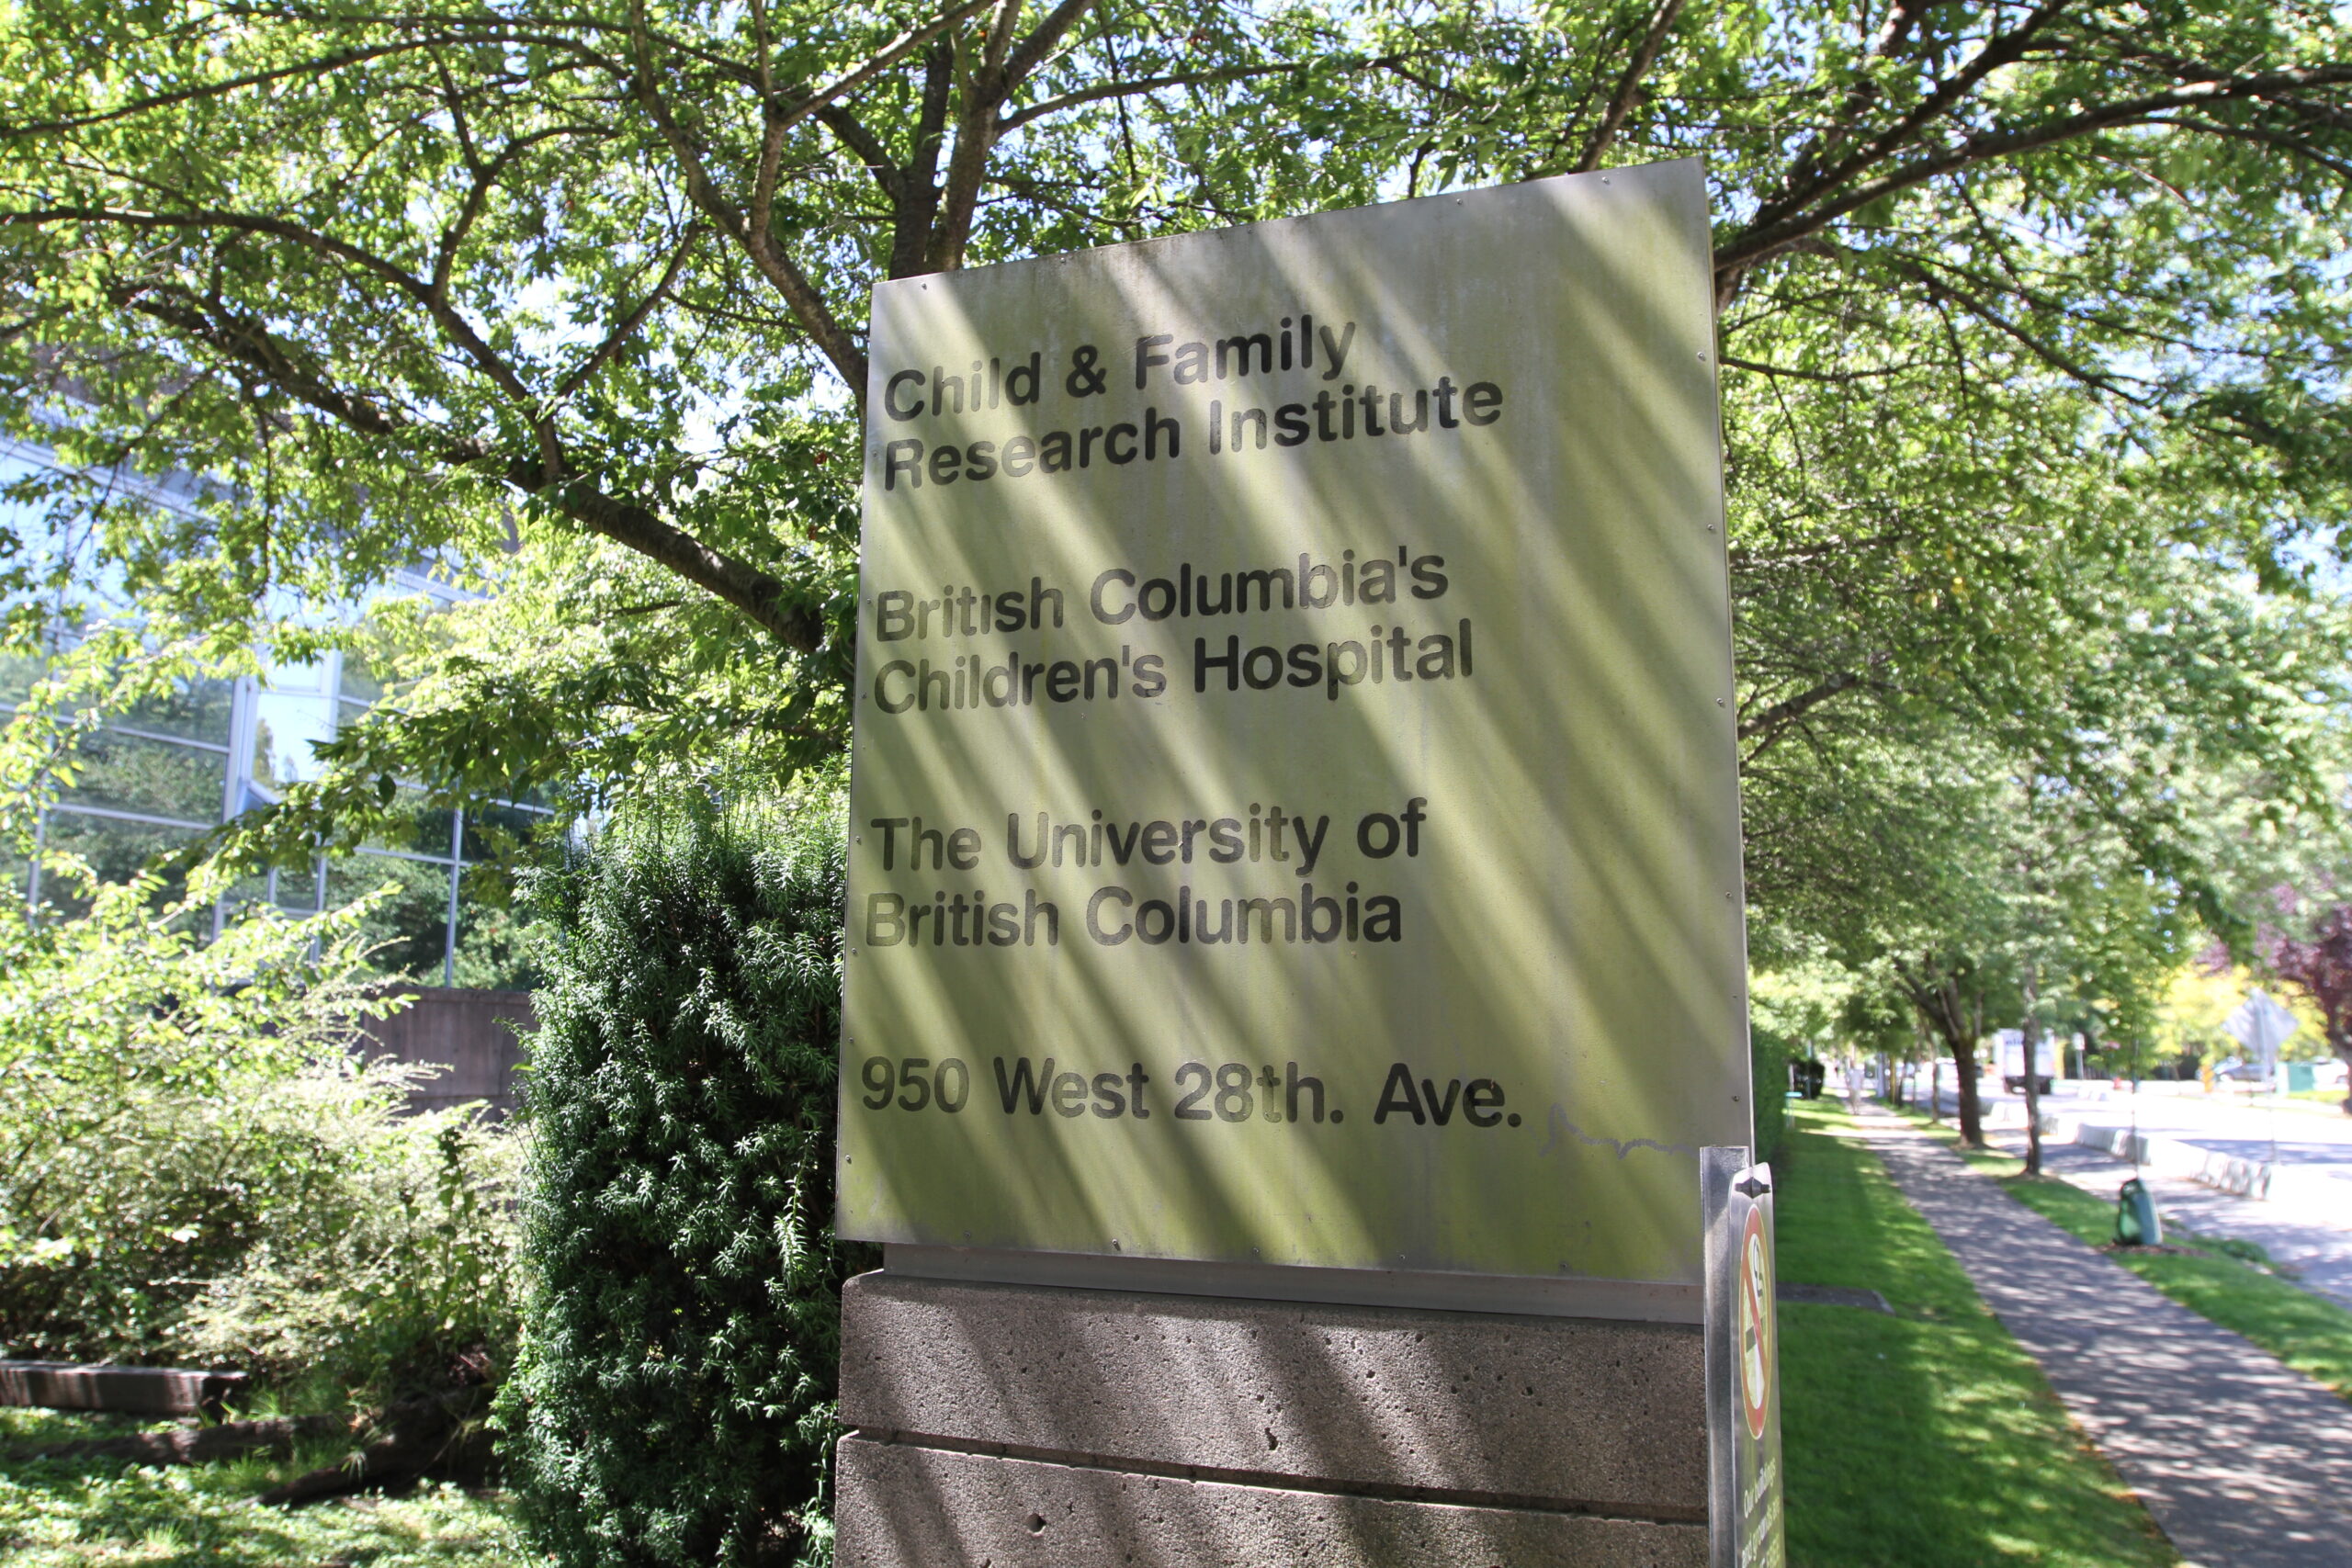 Child & Family
Research Institute
British Columbia's
Children's Hospital
The University of
British Columbia
950 West 28th. Ave.